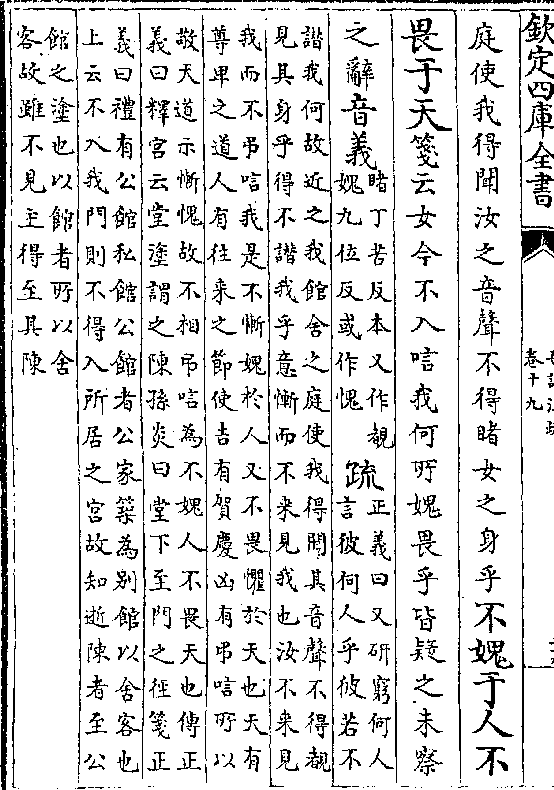 欽定四庫全書
卷十九
庭使我得聞汝之音聲不得睹女之身乎不媿于人不
畏于天箋云女今不入唁我何所媿畏乎皆疑之未察
之辭音義
睹丁苦反本又作覩
媿九位反或作愧
疏
正義曰又研窮何人
言彼何人乎彼若不
譖我何故近之我館舍之庭使我得聞其音聲不得覩
見其身乎得不譖我乎意慚而不来見我也汝不来見
我而不弔唁我是不慚媿於人又不畏懼於天也天有
尊卑之道人有往来之節使吉有賀慶凶有弔唁所以
敬天道示慚愧故不相弔唁為不媿人不畏天也傳正
義曰釋宮云堂塗謂之陳孫炎曰堂下至門之徑箋正
義曰禮有公館私館公館者公家築為別館以舍客也
上云不入我門則不得入所居之宮故知逝陳者至公
館之塗也以館者所以舍
客故雖不見主得至其陳